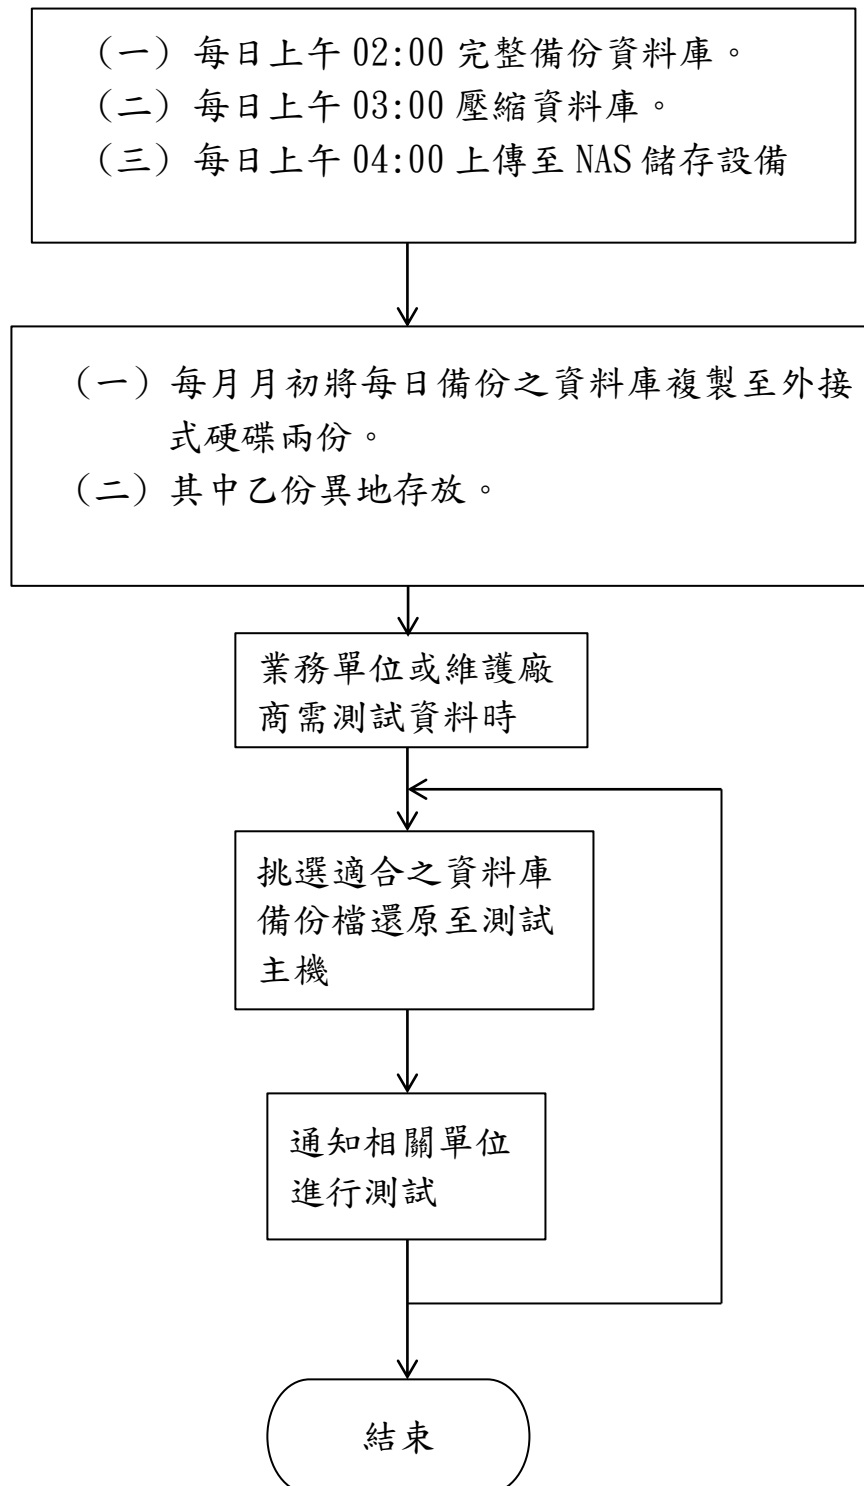 （一）每日上午 02:00 完整備份資料庫。
（二）每日上午 03:00 壓縮資料庫。
（三）每日上午 04:00 上傳至 NAS 儲存設備
（一）每月月初將每日備份之資料庫複製至外接
式硬碟兩份。
（二）其中乙份異地存放。
業務單位或維護廠
商需測試資料時
挑選適合之資料庫
備份檔還原至測試
主機
通知相關單位
進行測試
結束